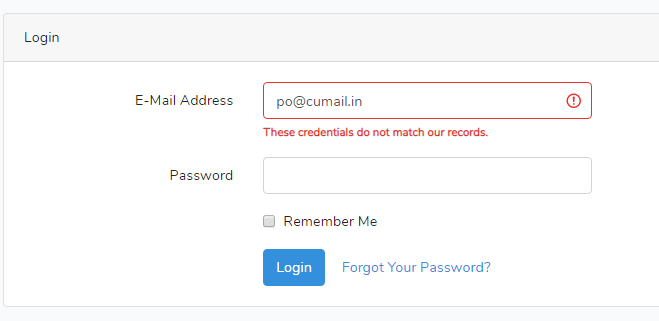 Login
E-Mail Address
po@cumail.in
These credentials do not match our records.
Password
Remember Me
Login Forgot Your Password?